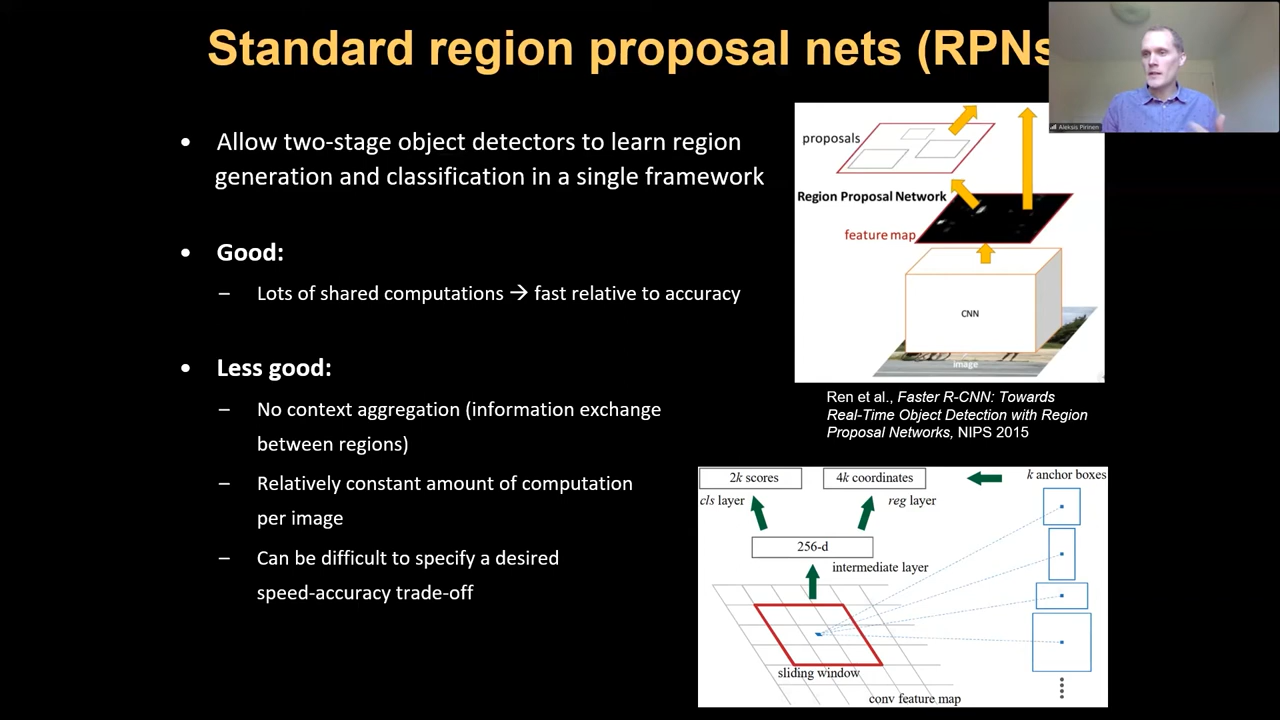 Standard region proposal nets (RPNs
Aleksis Pirinen
• Allow two-stage object detectors to learn region
generation and classification in a single framework
• Good:
– Lots of shared computations → fast relative to accuracy
• Less good:
– No context aggregation (information exchange
between regions)
– Relatively constant amount of computation
per image
– Can be difficult to specify a desired
speed-accuracy trade-off
proposals
Region Proposal Network
feature map
CNN
image
Ren et al., Faster R-CNN: Towards
Real-Time Object Detection with Region
Proposal Networks, NIPS 2015
2k scores
4k coordinates
k anchor boxes
cls layer
reg layer
256-d
intermediate layer
sliding window
conv feature map